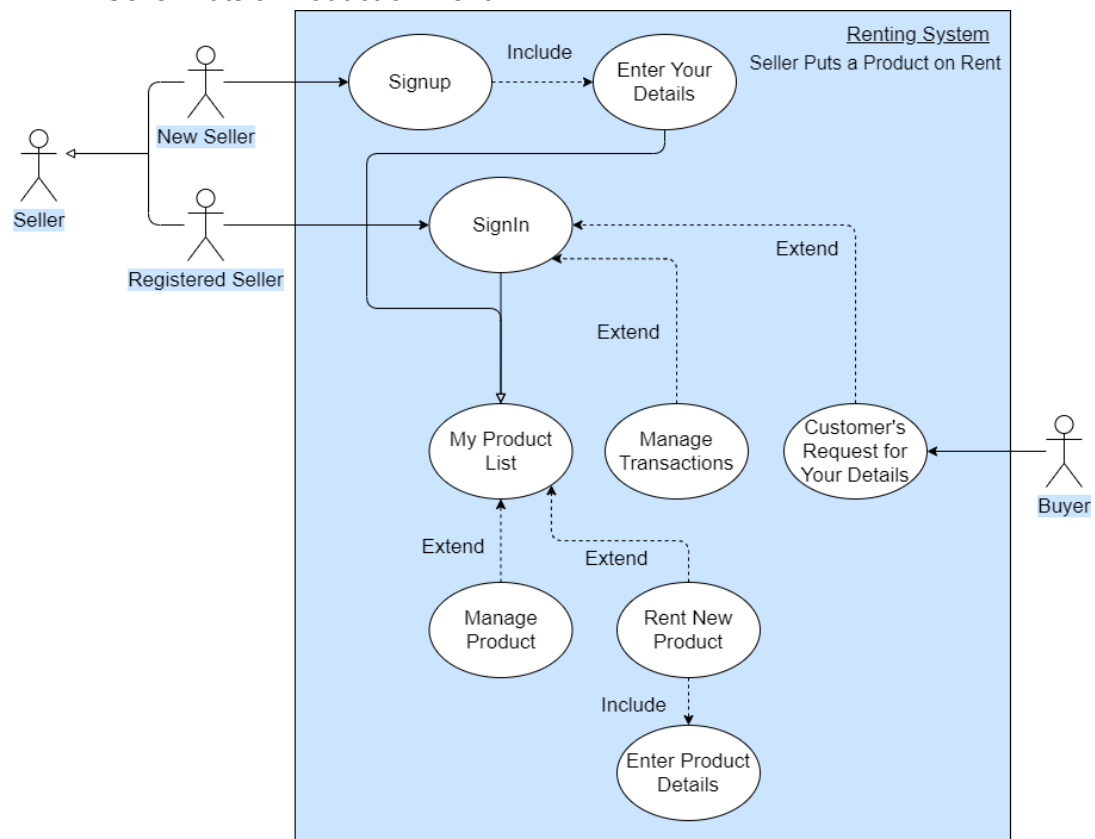 Renting System
Seller Puts a Product on Rent
Include
Signup
Enter Your
Details
New Seller
Seller
SignIn
Registered Seller
Extend
Extend
My Product
List
Manage
Transactions
Customer's
Request for
Your Details
Buyer
Extend
Extend
Manage
Product
Rent New
Product
Include
Enter Product
Details